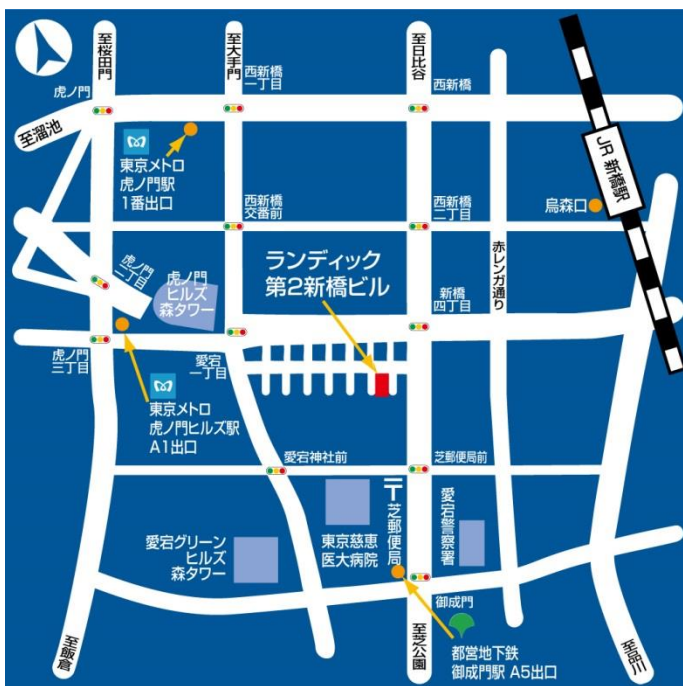 至桜田門
至大手門
至日比谷
虎ノ門
西新橋
一丁目
西新橋
至溜池
東京メトロ
虎ノ門駅
1番出口
JR 新橋駅
烏森口
西新橋
交番前
西新橋
二丁目
赤レンガ通り
虎ノ門
二丁目
虎ノ門
ヒルズ
森タワー
ランディック
第2新橋ビル
新橋
四丁目
虎ノ門
三丁目
愛宕
一丁目
東京メトロ
虎ノ門ヒルズ駅
A1出口
愛宕神社前
芝郵便局前
〒芝郵便局
愛宕警察署
愛宕グリーン
ヒルズ
森タワー
東京慈恵
医大病院
御成門
至飯倉
至芝公園
都営地下鉄
御成門駅 A5出口
至品川